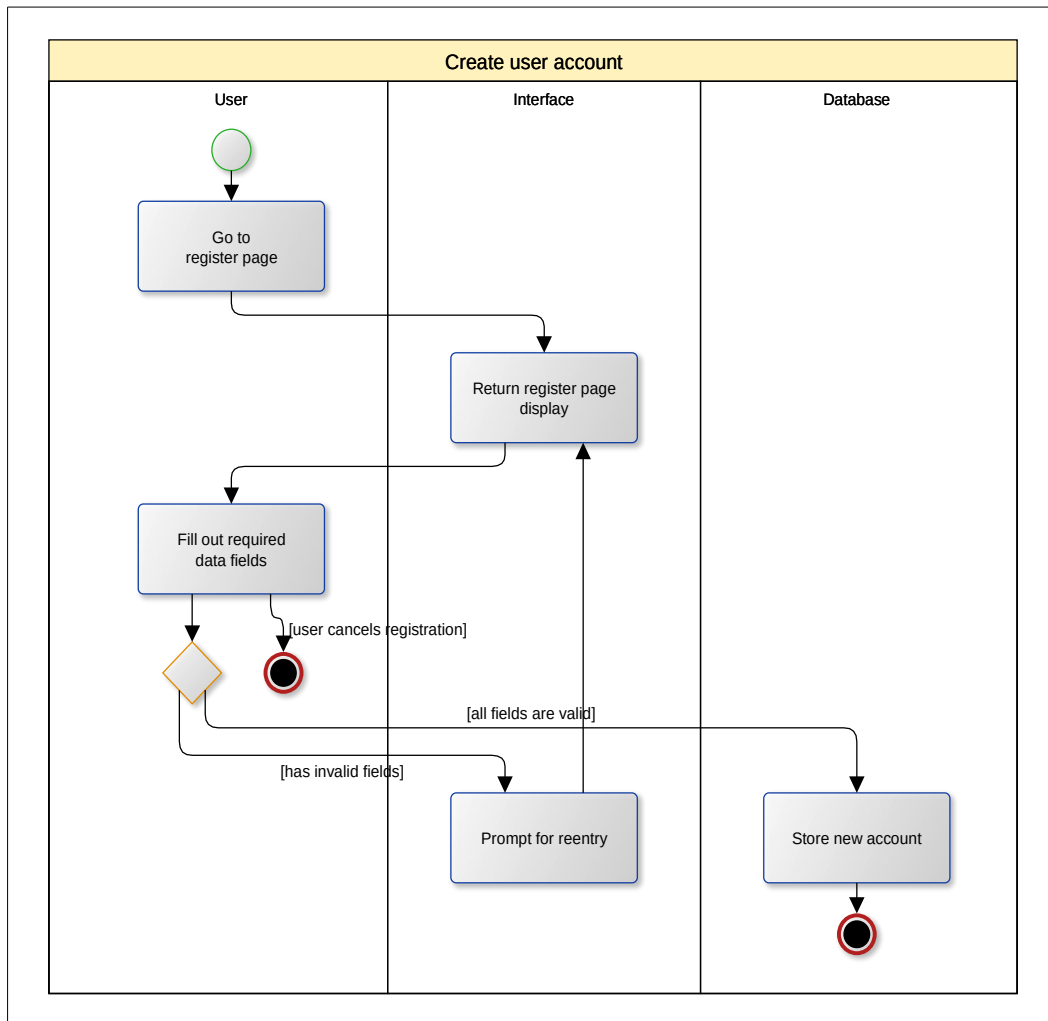 Create user account
User
Interface
Database
Go to
register page
Return register page
display
Fill out required
data fields
[user cancels registration]
[all fields are valid]
[has invalid fields]
Prompt for reentry
Store new account